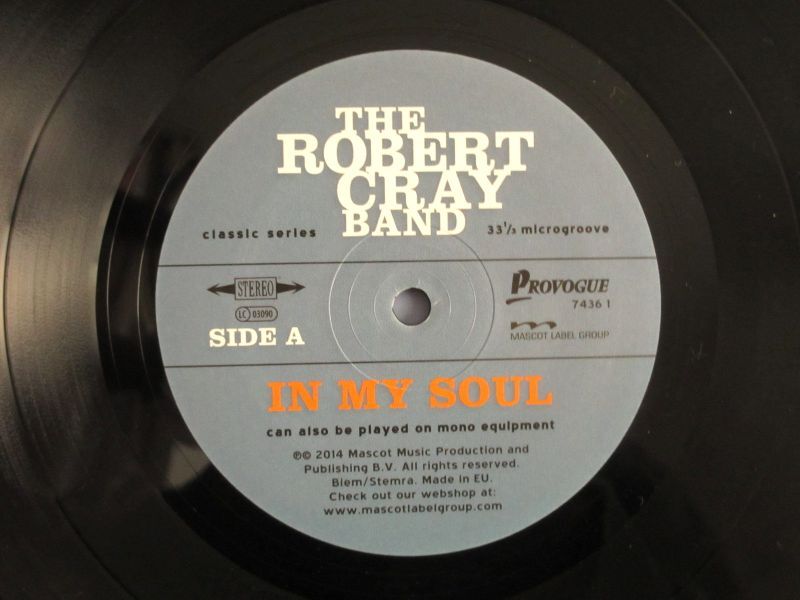 THE
ROBERT
CRAY
BAND
classic series
33⅓ microgroove
STEREO
LC 03090
SIDE A
PROVOGUE
7436 1
MASCOT LABEL GROUP
IN MY SOUL
can also be played on mono equipment
℗© 2014 Mascot Music Production and
Publishing B.V. All rights reserved.
Biem/Stemra. Made in EU.
Check out our webshop at:
www.mascotlabelgroup.com